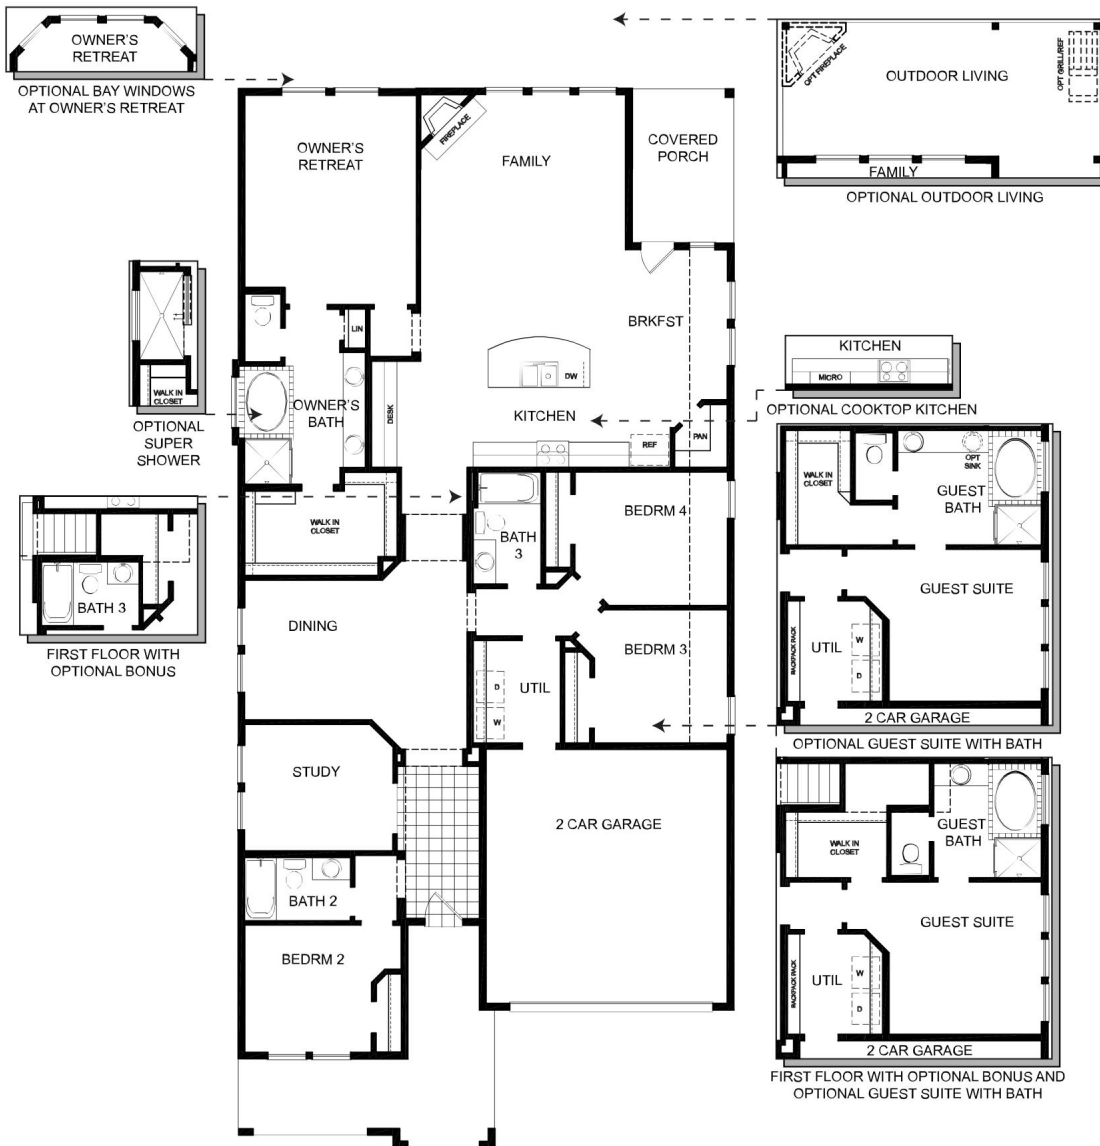 OWNER'S
RETREAT
OPTIONAL BAY WINDOWS
AT OWNER'S RETREAT
OPT FIREPLACE
OUTDOOR LIVING
OPT GRILL/REF
FAMILY
OPTIONAL OUTDOOR LIVING
OWNER'S
RETREAT
FIREPLACE
FAMILY
COVERED
PORCH
LIN
BRKFST
DW
KITCHEN
DESK
OWNER'S
BATH
REF
PAN
WALK IN
CLOSET
OPTIONAL
SUPER
SHOWER
KITCHEN
MICRO
OPTIONAL COOKTOP KITCHEN
WALK IN
CLOSET
BATH
3
BEDRM 4
WALK IN
CLOSET
OPT
SINK
GUEST
BATH
GUEST SUITE
BACKPACK RACK
UTIL
W
D
2 CAR GARAGE
OPTIONAL GUEST SUITE WITH BATH
BATH 3
FIRST FLOOR WITH
OPTIONAL BONUS
DINING
BEDRM 3
UTIL
D
W
STUDY
2 CAR GARAGE
BATH 2
BEDRM 2
GUEST
BATH
WALK IN
CLOSET
GUEST SUITE
BACKPACK RACK
UTIL
W
D
2 CAR GARAGE
FIRST FLOOR WITH OPTIONAL BONUS AND
OPTIONAL GUEST SUITE WITH BATH